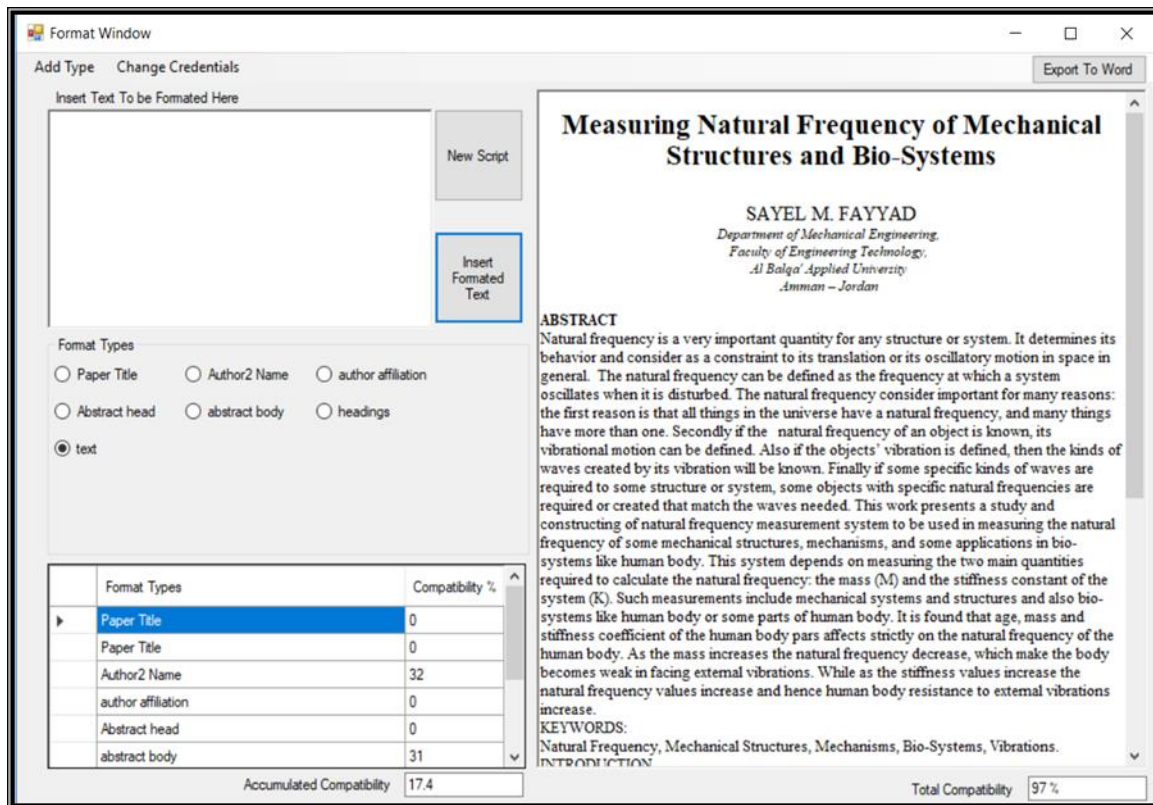 Format Window
Add Type Change Credentials
Export To Word
Insert Text To be Formated Here
New Script
Insert
Formated
Text
Format Types
Paper Title Author2 Name author affiliation
Abstract head abstract body headings
text
Format Types Compatibility %
Paper Title 0
Paper Title 0
Author2 Name 32
author affiliation 0
Abstract head 0
abstract body 31
Accumulated Compatibility 17.4
Measuring Natural Frequency of Mechanical
Structures and Bio-Systems
SAYEL M. FAYYAD
Department of Mechanical Engineering,
Faculty of Engineering Technology,
Al Balqa' Applied University
Amman – Jordan
ABSTRACT
Natural frequency is a very important quantity for any structure or system. It determines its
behavior and consider as a constraint to its translation or its oscillatory motion in space in
general. The natural frequency can be defined as the frequency at which a system
oscillates when it is disturbed. The natural frequency consider important for many reasons:
the first reason is that all things in the universe have a natural frequency, and many things
have more than one. Secondly if the natural frequency of an object is known, its
vibrational motion can be defined. Also if the objects' vibration is defined, then the kinds of
waves created by its vibration will be known. Finally if some specific kinds of waves are
required to some structure or system, some objects with specific natural frequencies are
required or created that match the waves needed. This work presents a study and
constructing of natural frequency measurement system to be used in measuring the natural
frequency of some mechanical structures, mechanisms, and some applications in bio-
systems like human body. This system depends on measuring the two main quantities
required to calculate the natural frequency: the mass (M) and the stiffness constant of the
system (K). Such measurements include mechanical systems and structures and also bio-
systems like human body or some parts of human body. It is found that age, mass and
stiffness coefficient of the human body pars affects strictly on the natural frequency of the
human body. As the mass increases the natural frequency decrease, which make the body
becomes weak in facing external vibrations. While as the stiffness values increase the
natural frequency values increase and hence human body resistance to external vibrations
increase.
KEYWORDS:
Natural Frequency, Mechanical Structures, Mechanisms, Bio-Systems, Vibrations.
INTRODUCTION
Total Compatibility 97 %